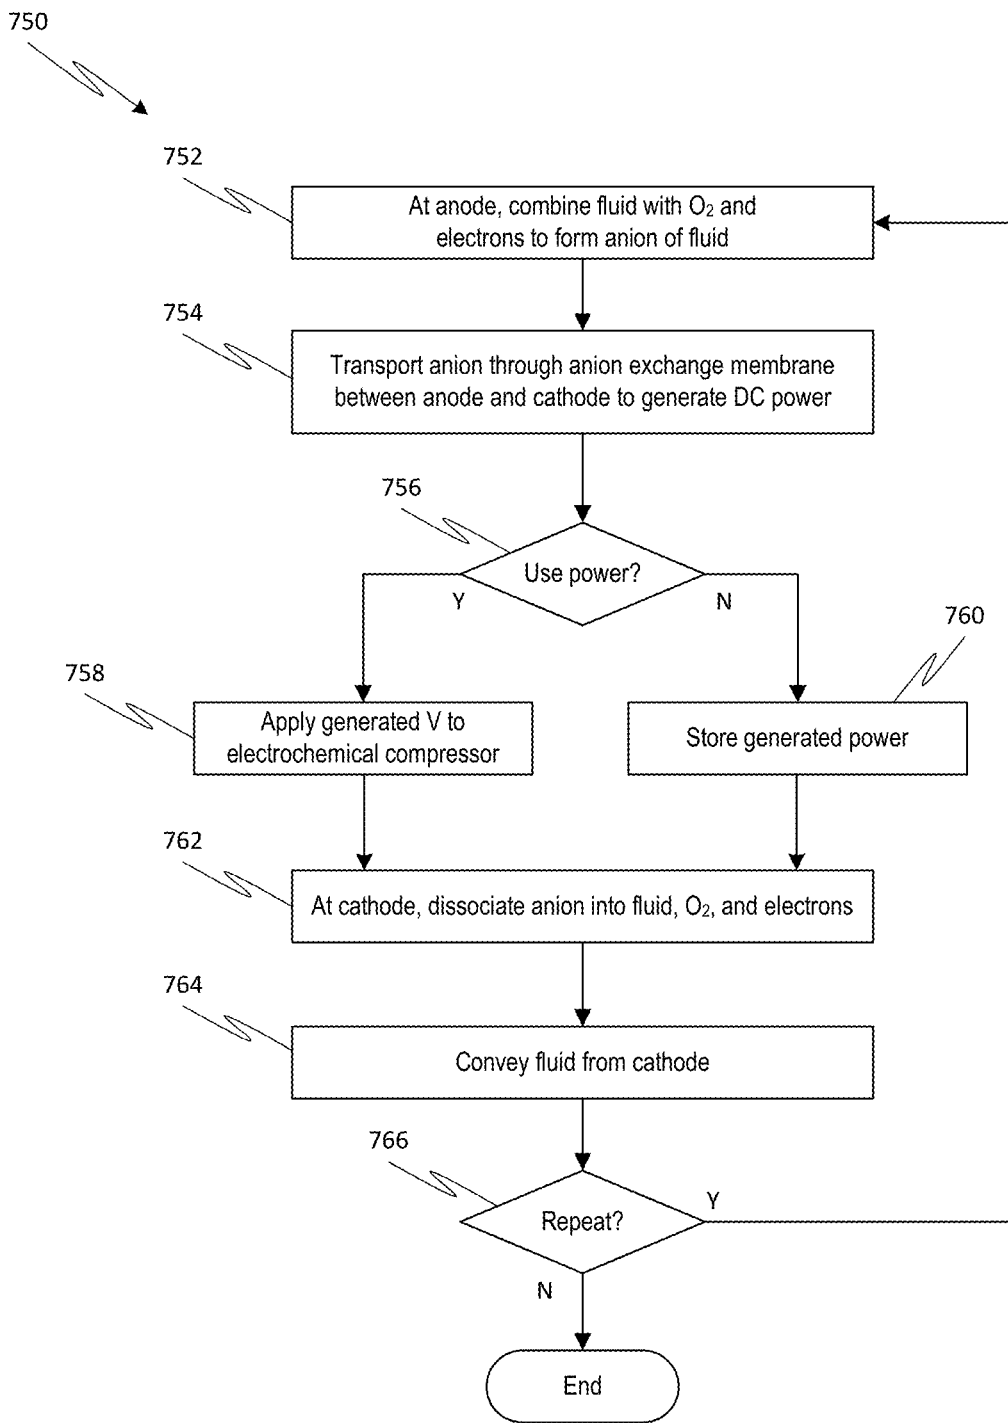 750
752
At anode, combine fluid with O₂ and
electrons to form anion of fluid
754
Transport anion through anion exchange membrane
between anode and cathode to generate DC power
756
Use power?
Y
N
760
758
Apply generated V to
electrochemical compressor
Store generated power
762
At cathode, dissociate anion into fluid, O₂, and electrons
764
Convey fluid from cathode
766
Repeat?
Y
N
End